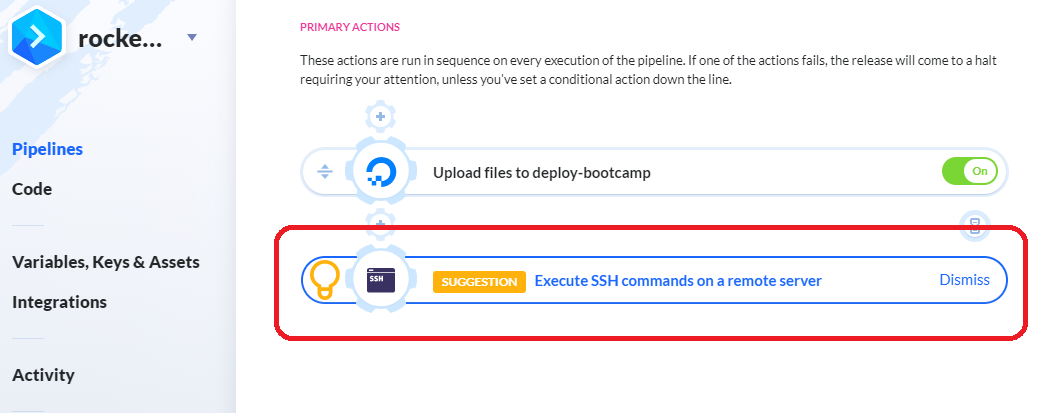 rocke...
Pipelines
Code
Variables, Keys & Assets
Integrations
Activity
PRIMARY ACTIONS
These actions are run in sequence on every execution of the pipeline. If one of the actions fails, the release will come to a halt
requiring your attention, unless you've set a conditional action down the line.
Upload files to deploy-bootcamp
On
SSH
SUGGESTION Execute SSH commands on a remote server
Dismiss